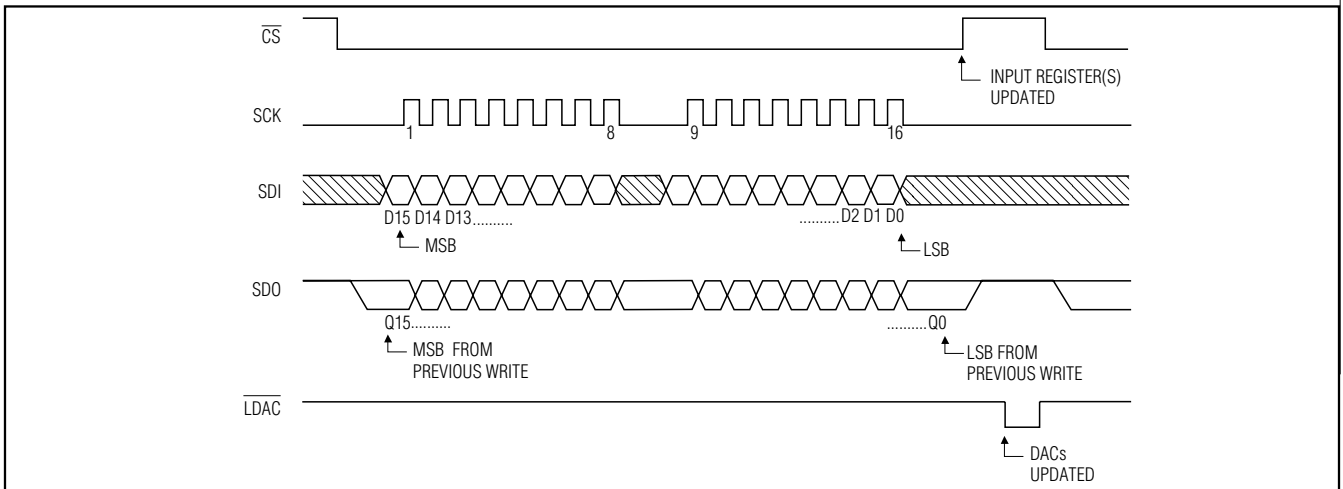 CS
INPUT REGISTER(S)
UPDATED
SCK
1
8
9
16
SDI
D15 D14 D13..........
..........D2 D1 D0
MSB
LSB
SDO
Q15..........
..........Q0
MSB FROM
PREVIOUS WRITE
LSB FROM
PREVIOUS WRITE
LDAC
DACs
UPDATED